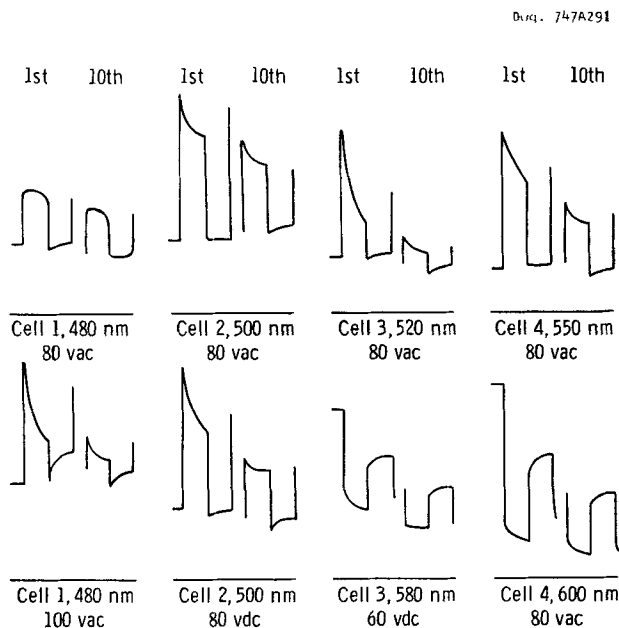 Dwg. 747A291
1st 10th 1st 10th 1st 10th 1st 10th
Cell 1, 480 nm Cell 2, 500 nm Cell 3, 520 nm Cell 4, 550 nm
80 vac 80 vac 80 vac 80 vac
Cell 1, 480 nm Cell 2, 500 nm Cell 3, 580 nm Cell 4, 600 nm
100 vac 80 vdc 60 vdc 80 vac